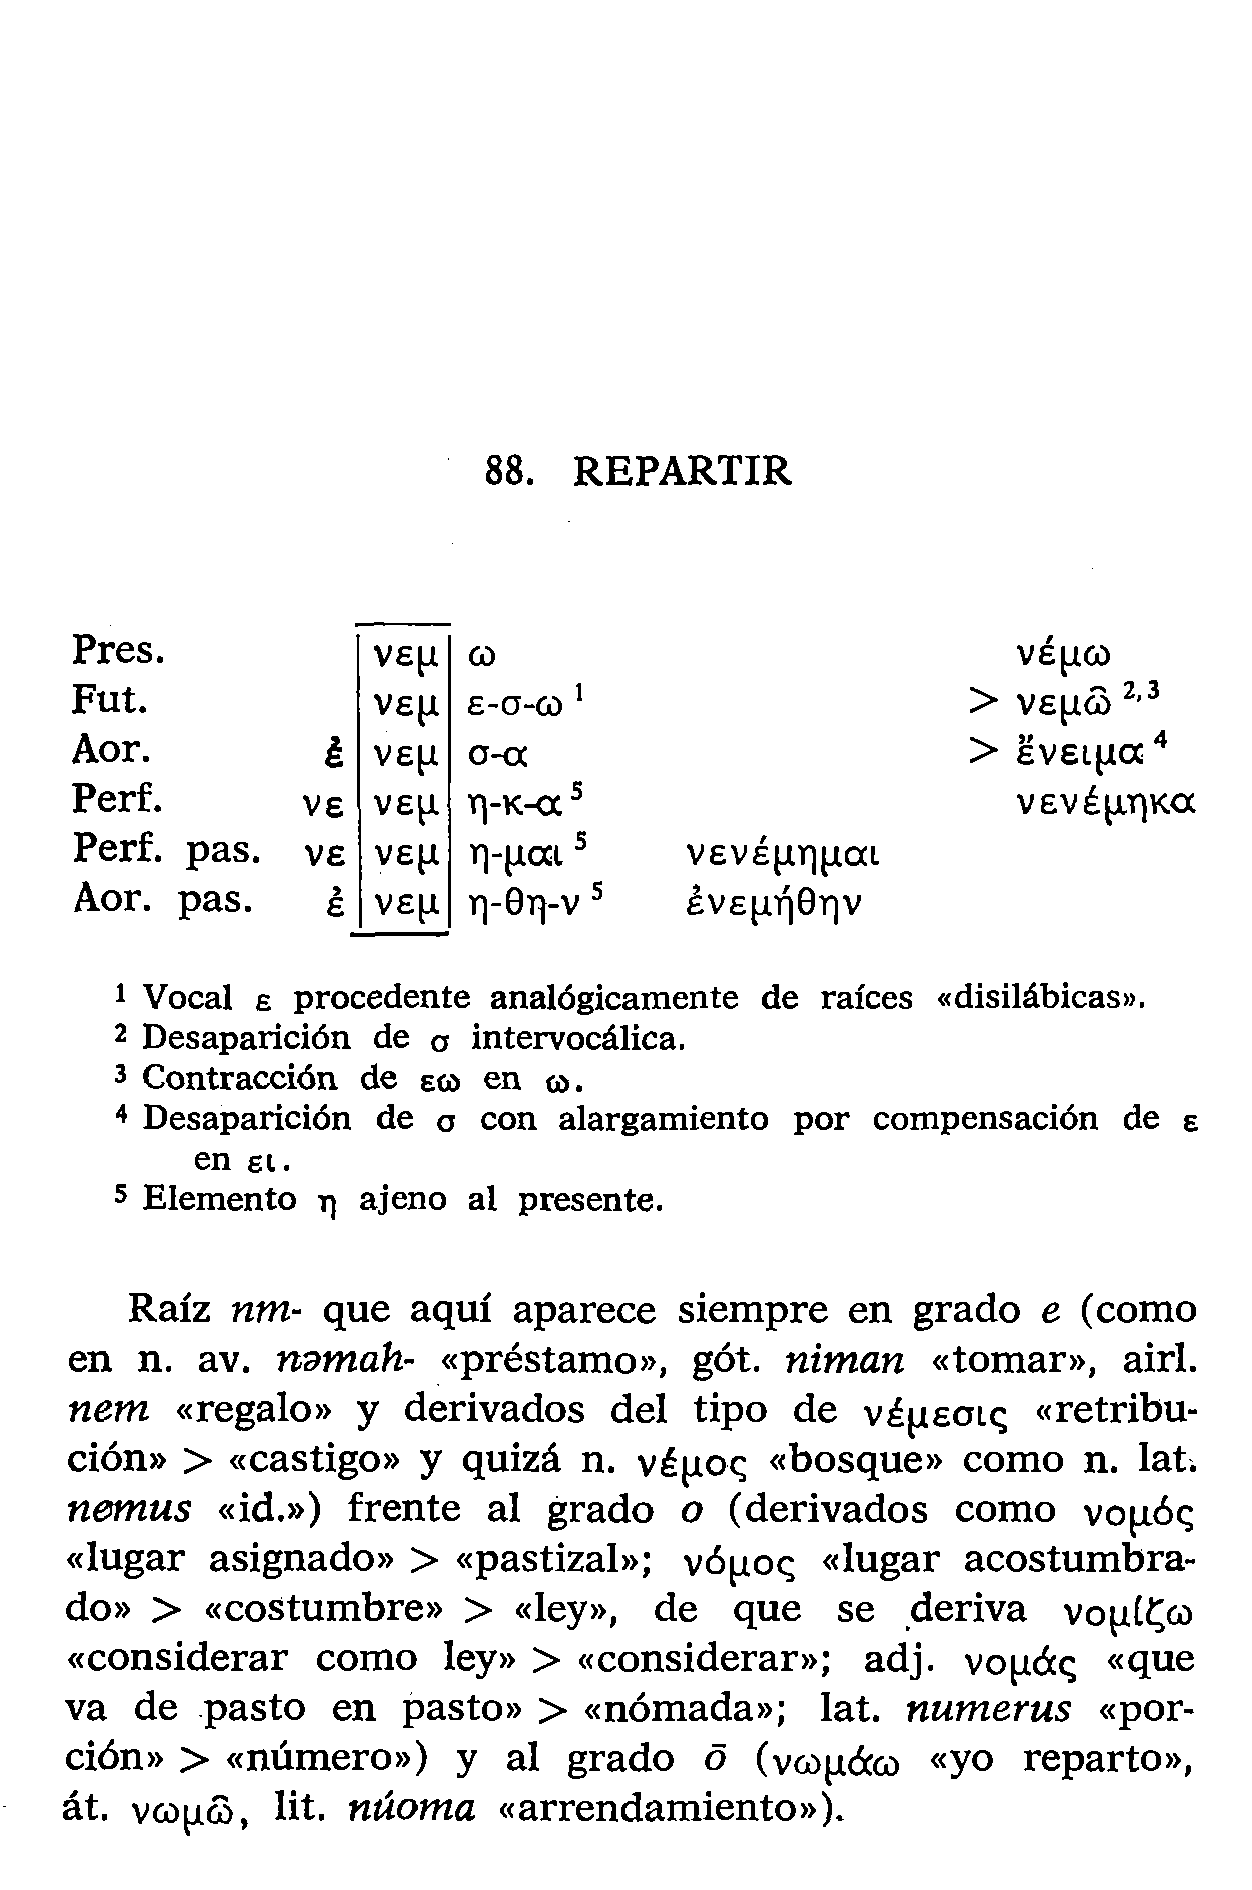 88. REPARTIR
Pres. νεμ ω νέμω
Fut. νεμ ε-σ-ω ¹ > νεμῶ ²,³
Aor. ἐ νεμ σ-α > ἔνειμα ⁴
Perf. νε νεμ η-κ-α ⁵ νενέμηκα
Perf. pas. νε νεμ η-μαι ⁵ νενέμημαι
Aor. pas. ἐ νεμ η-θη-ν ⁵ ἐνεμήθην
¹ Vocal ε procedente analógicamente de raíces «disilábicas».
² Desaparición de σ intervocálica.
³ Contracción de εω en ω.
⁴ Desaparición de σ con alargamiento por compensación de ε
en ει.
⁵ Elemento η ajeno al presente.
Raíz nm- que aquí aparece siempre en grado e (como
en n. av. nəmah- «préstamo», gót. niman «tomar», airl.
nem «regalo» y derivados del tipo de νέμεσις «retribu-
ción» > «castigo» y quizá n. νέμος «bosque» como n. lat.
nemus «id.») frente al grado o (derivados como νομός
«lugar asignado» > «pastizal»; νόμος «lugar acostumbra-
do» > «costumbre» > «ley», de que se deriva νομίζω
«considerar como ley» > «considerar»; adj. νομάς «que
va de pasto en pasto» > «nómada»; lat. numerus «por-
ción» > «número») y al grado ō (νωμάω «yo reparto»,
át. νωμῶ, lit. núoma «arrendamiento»).